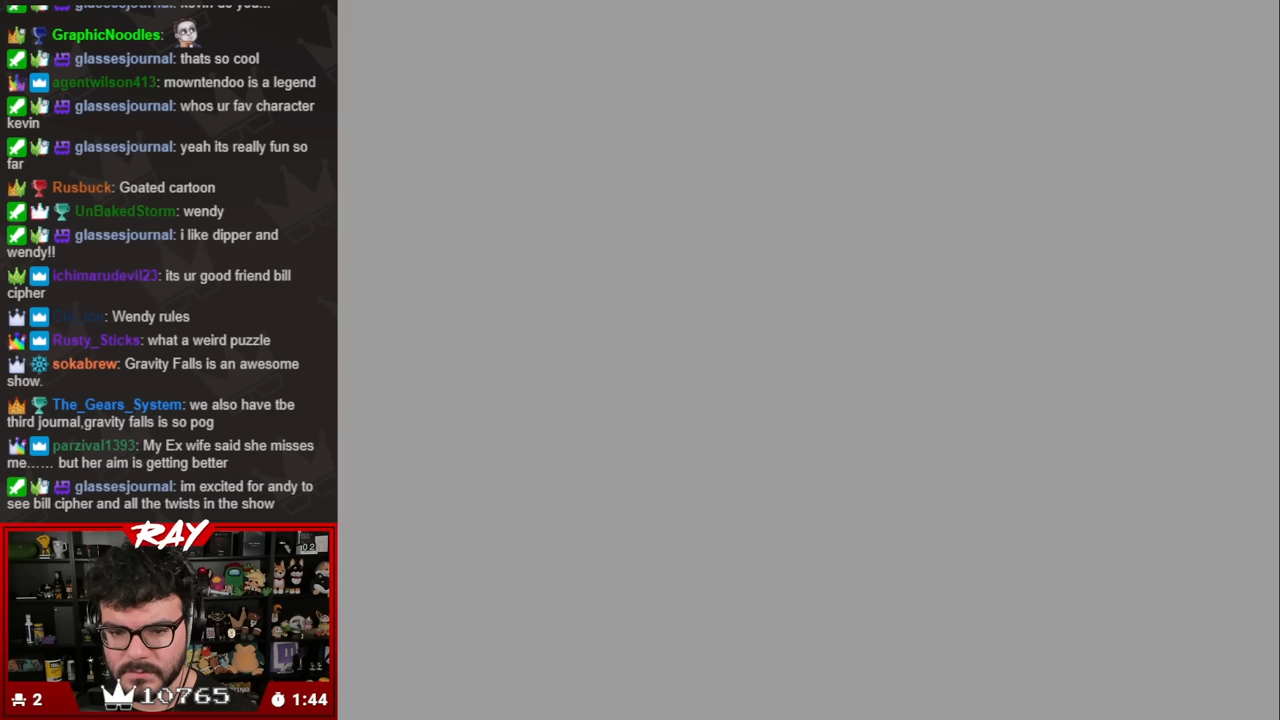 glassesjournal: kevin do you...
GraphicNoodles:
glassesjournal: thats so cool
agentwilson413: mowntendoo is a legend
glassesjournal: whos ur fav character
kevin
glassesjournal: yeah its really fun so
far
Rusbuck: Goated cartoon
UnBakedStorm: wendy
glassesjournal: i like dipper and
wendy!!
ichimarudevil23: its ur good friend bill
cipher
: Wendy rules
Rusty_Sticks: what a weird puzzle
sokabrew: Gravity Falls is an awesome
show.
The_Gears_System: we also have tbe
third journal,gravity falls is so pog
parzival1393: My Ex wife said she misses
me…… but her aim is getting better
glassesjournal: im excited for andy to
see bill cipher and all the twists in the show
RAY
2
10765
1:44